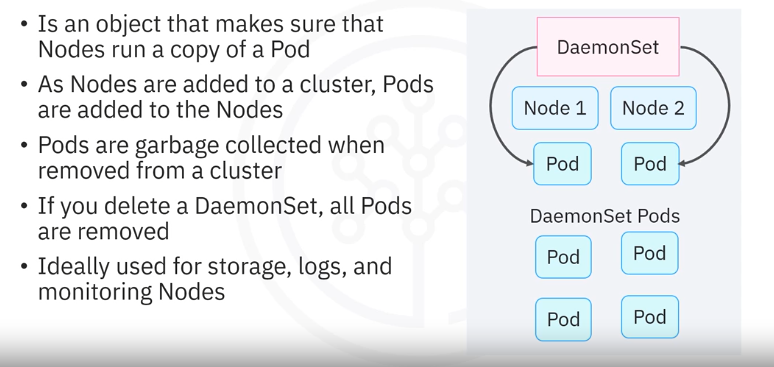 • Is an object that makes sure that
Nodes run a copy of a Pod
• As Nodes are added to a cluster, Pods
are added to the Nodes
• Pods are garbage collected when
removed from a cluster
• If you delete a DaemonSet, all Pods
are removed
• Ideally used for storage, logs, and
monitoring Nodes
DaemonSet
Node 1 Node 2
Pod Pod
DaemonSet Pods
Pod Pod
Pod Pod